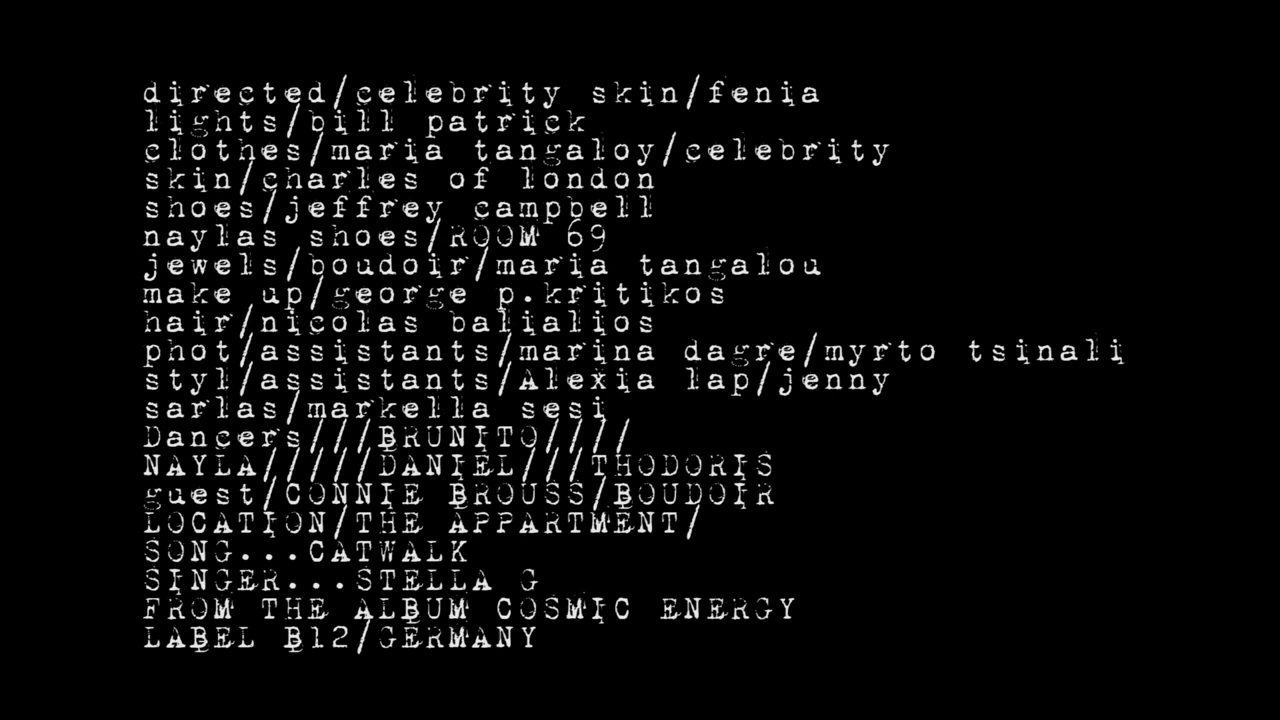 directed/celebrity skin/fenia
lights/bill patrick
clothes/maria tangaloy/celebrity
skin/charles of london
shoes/jeffrey campbell
naylas shoes/ROOM 69
jewels/boudoir/maria tangalou
make up/george p.kritikos
hair/nicolas balialios
phot/assistants/marina dagre/myrto tsinali
styl/assistants/Alexia lap/jenny
sarlas/markella sesi
Dancers///BRUNITO////
NAYLA/////DANIEL///THODORIS
guest/CONNIE BROUSS/BOUDOIR
LOCATION/THE APPARTMENT/
SONG...CATWALK
SINGER...STELLA G
FROM THE ALBUM COSMIC ENERGY
LABEL B12/GERMANY